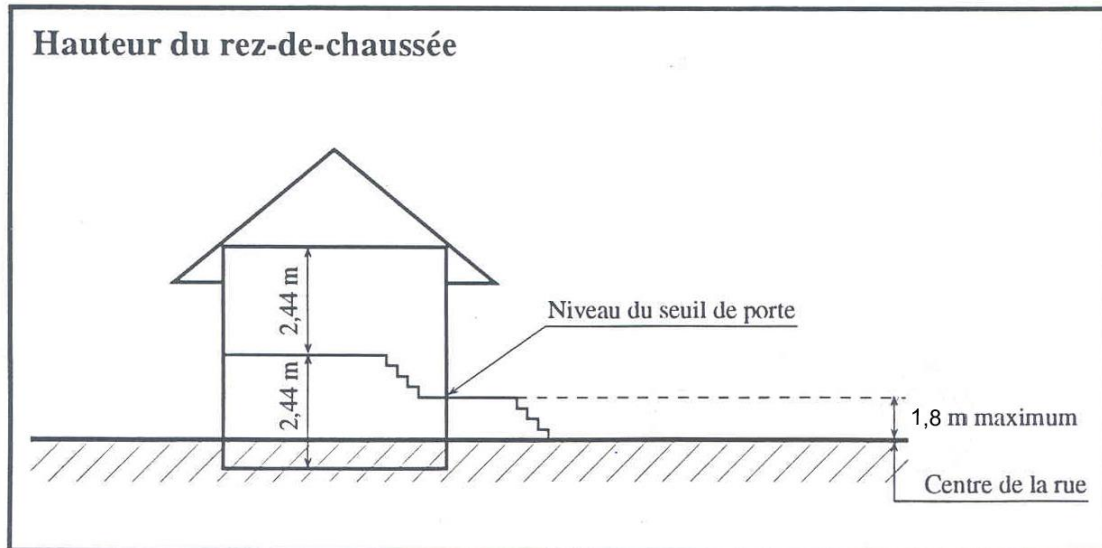 Hauteur du rez-de-chaussée
2,44 m
Niveau du seuil de porte
2,44 m
1,8 m maximum
Centre de la rue